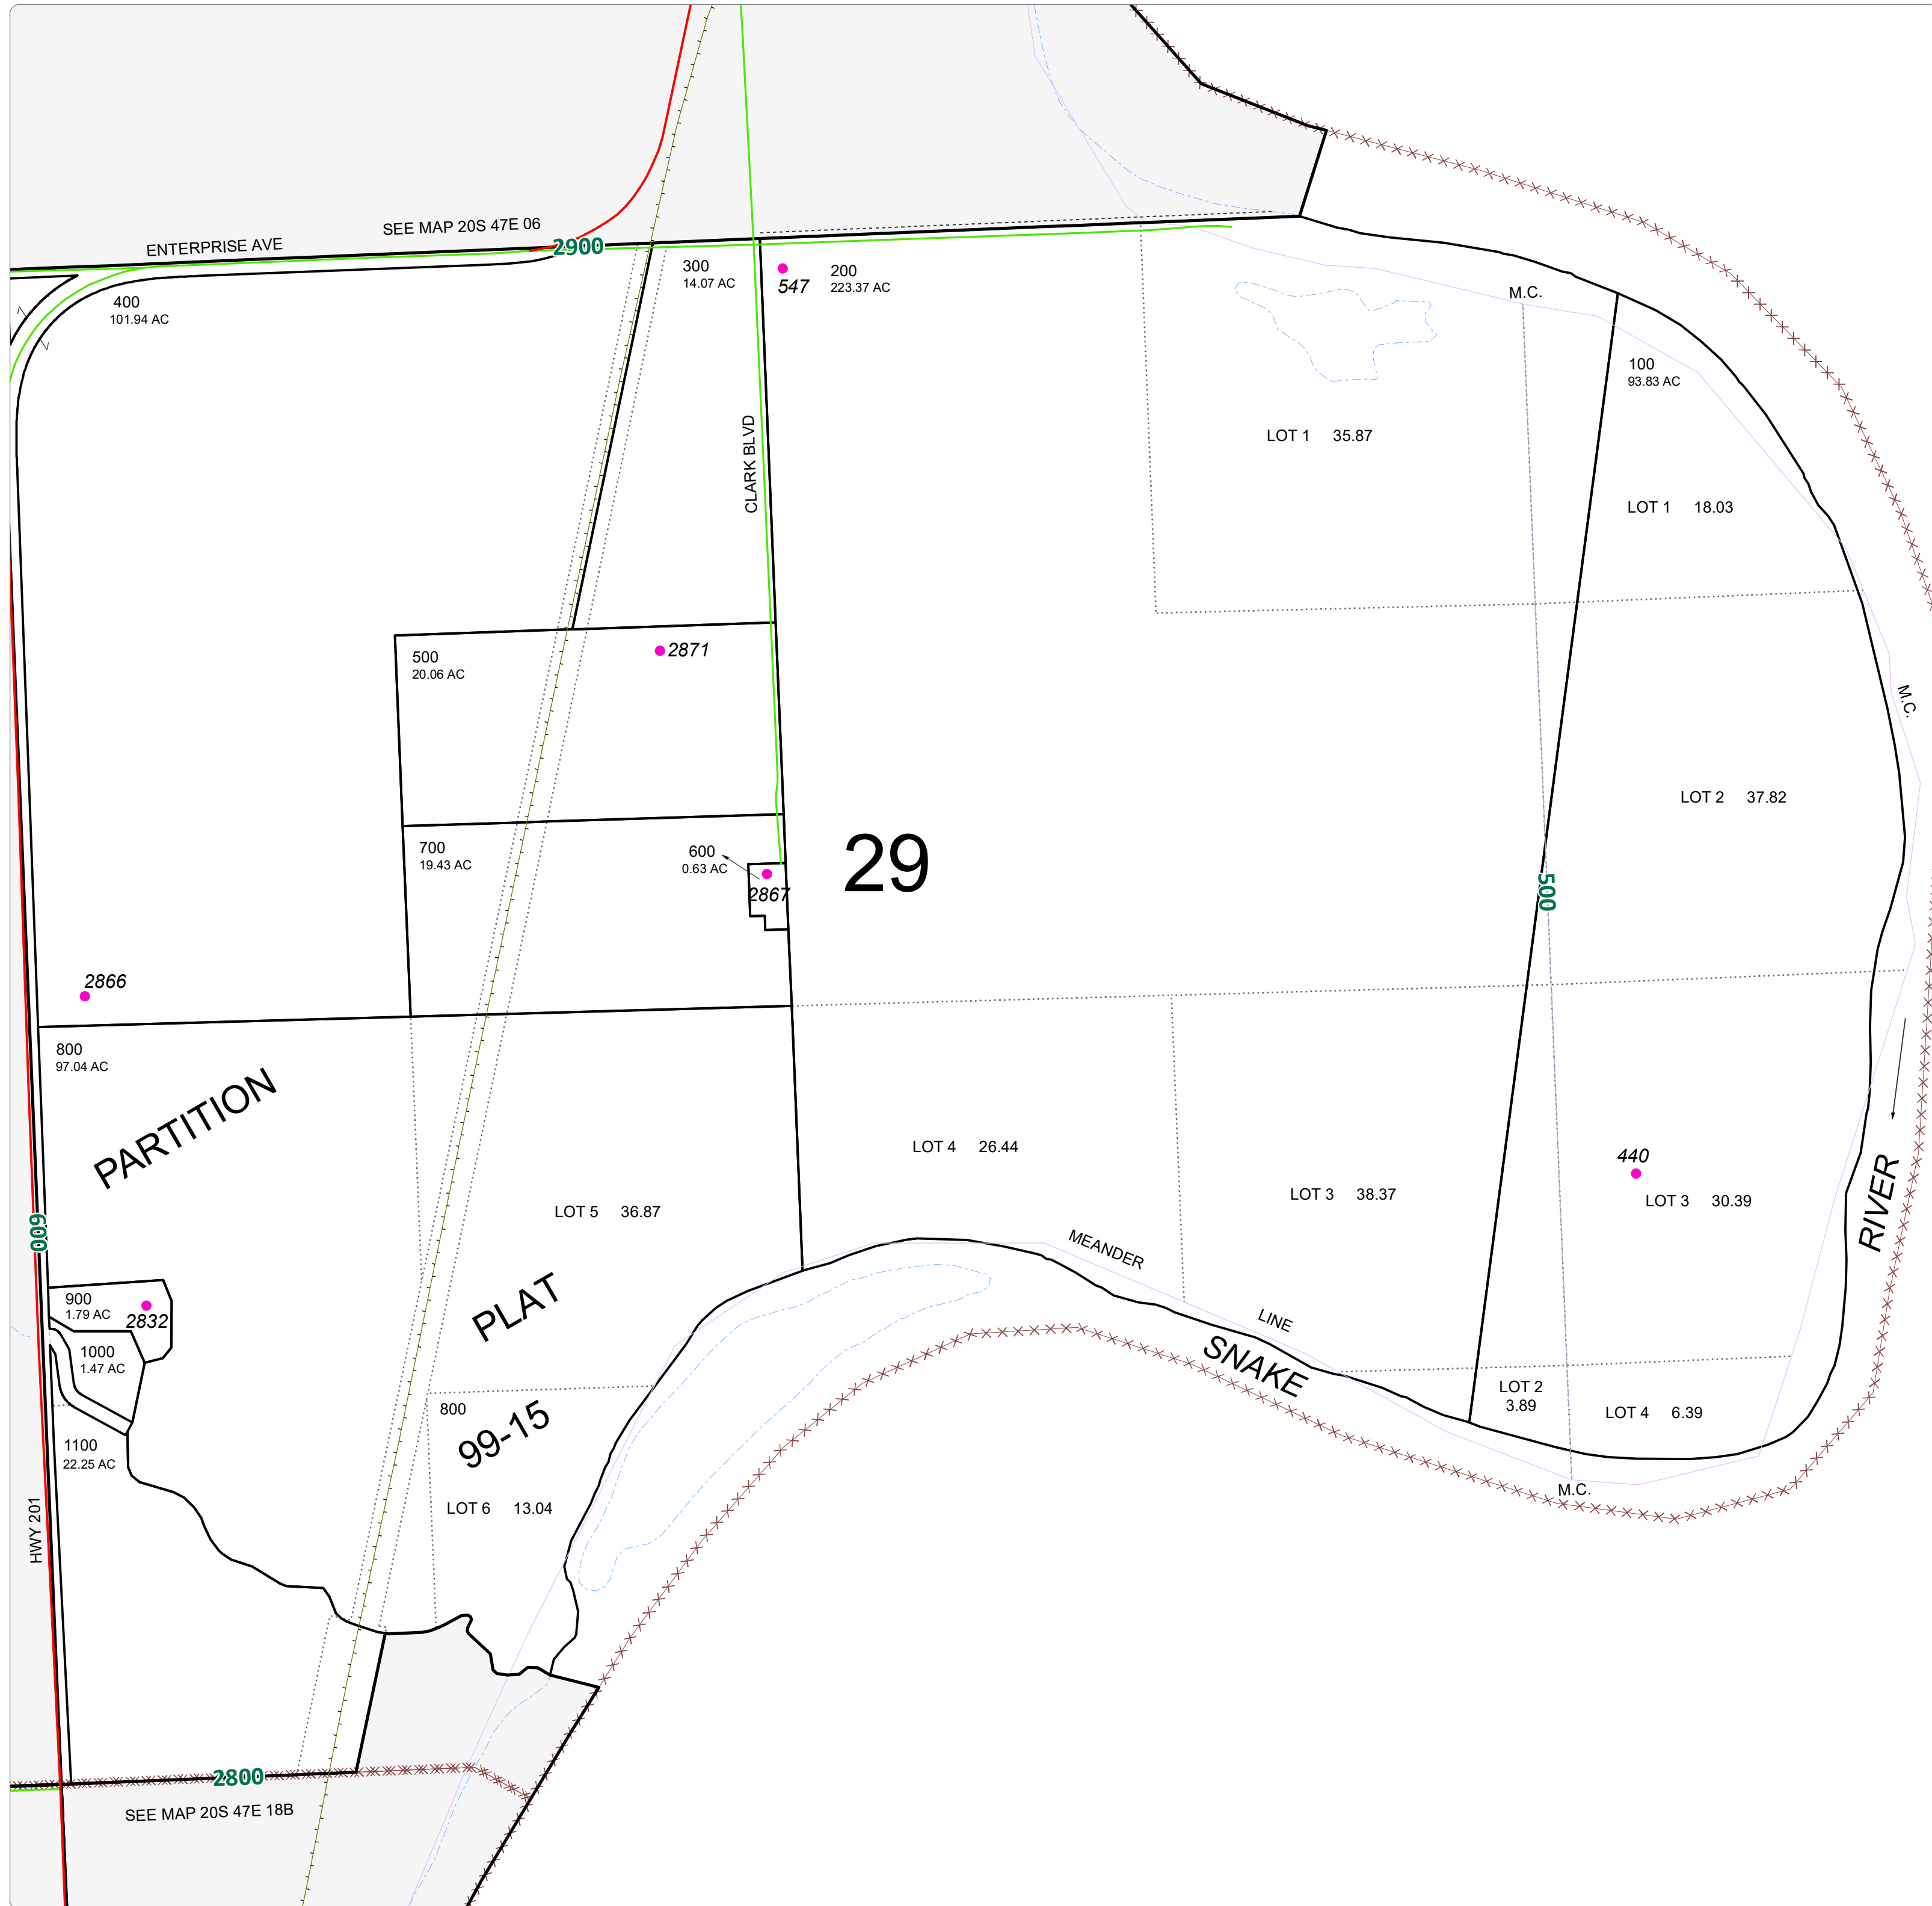 SEE MAP 20S 47E 06
ENTERPRISE AVE
2900
300
14.07 AC
547
200
223.37 AC
400
101.94 AC
M.C.
100
93.83 AC
CLARK BLVD
LOT 1 35.87
LOT 1 18.03
500
20.06 AC
2871
M.C.
LOT 2 37.82
700
19.43 AC
600
0.63 AC
2867
29
500
2866
800
97.04 AC
PARTITION
LOT 4 26.44
LOT 3 38.37
440
LOT 3 30.39
RIVER
LOT 5 36.87
600
MEANDER
LINE
SNAKE
900
1.79 AC
2832
PLAT
1000
1.47 AC
LOT 2
3.89
LOT 4 6.39
800
99-15
1100
22.25 AC
M.C.
LOT 6 13.04
HWY 201
2800
SEE MAP 20S 47E 18B